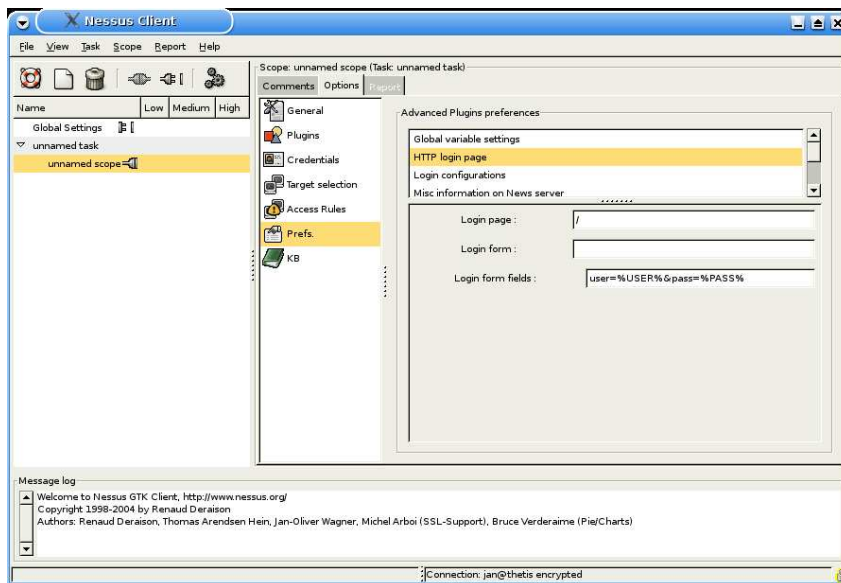 Nessus Client
File View Task Scope Report Help
Scope: unnamed scope (Task: unnamed task)
Comments Options Report
Name Low Medium High
Global Settings
unnamed task
unnamed scope
General
Plugins
Credentials
Target selection
Access Rules
Prefs.
KB
Advanced Plugins preferences
Global variable settings
HTTP login page
Login configurations
Misc information on News server
Login page : /
Login form :
Login form fields : user=%USER%&pass=%PASS%
Message log
Welcome to Nessus GTK Client, http://www.nessus.org/
Copyright 1998-2004 by Renaud Deraison
Authors: Renaud Deraison, Thomas Arendsen Hein, Jan-Oliver Wagner, Michel Arboi (SSL-Support), Bruce Verderaime (Pie/Charts)
Connection: jan@thetis encrypted